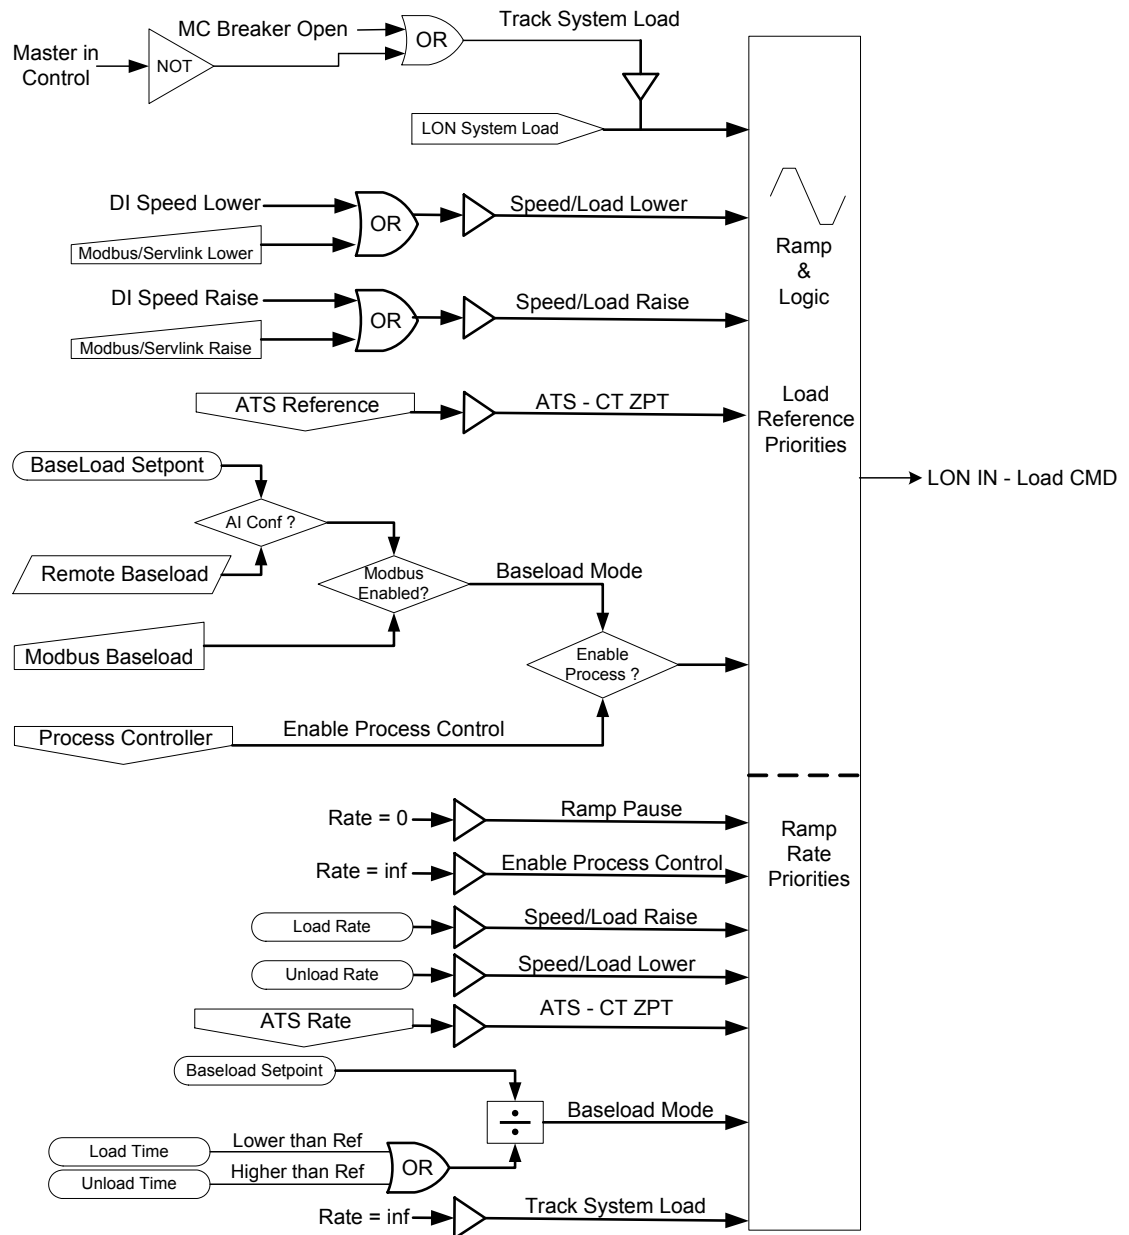 Track System Load
MC Breaker Open
OR
Master in
Control
NOT
LON System Load
DI Speed Lower
OR
Speed/Load Lower
Modbus/Servlink Lower
Ramp
&
Logic
DI Speed Raise
OR
Speed/Load Raise
Modbus/Servlink Raise
ATS Reference
ATS - CT ZPT
Load
Reference
Priorities
BaseLoad Setpont
LON IN - Load CMD
AI Conf ?
Remote Baseload
Modbus
Enabled?
Baseload Mode
Modbus Baseload
Enable
Process ?
Process Controller
Enable Process Control
Rate = 0
Ramp Pause
Ramp
Rate
Priorities
Rate = inf
Enable Process Control
Load Rate
Speed/Load Raise
Unload Rate
Speed/Load Lower
ATS Rate
ATS - CT ZPT
Baseload Setpoint
Baseload Mode
Load Time
Lower than Ref
OR
Unload Time
Higher than Ref
Rate = inf
Track System Load